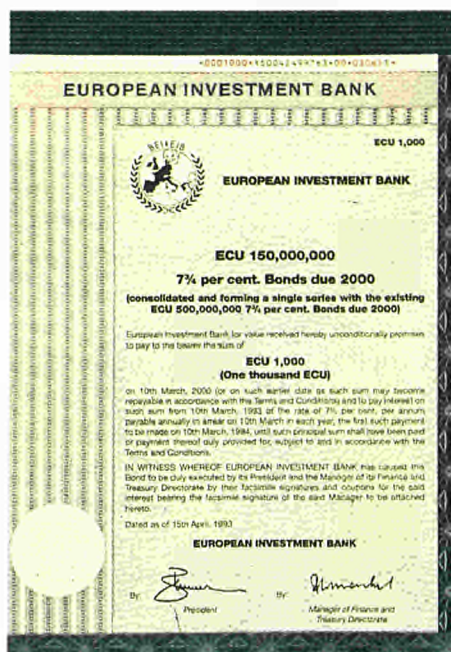 EUROPEAN INVESTMENT BANK
ECU 1,000
BEI EIB
EUROPEAN INVESTMENT BANK
ECU 150,000,000
7¾ per cent. Bonds due 2000
(consolidated and forming a single series with the existing
ECU 500,000,000 7¾ per cent. Bonds due 2000)
European Investment Bank for value received hereby unconditionally promises
to pay to the bearer the sum of
ECU 1,000
(One thousand ECU)
on 10th March, 2000 (or on such earlier date as such sum may become
repayable in accordance with the Terms and Conditions) and to pay interest on
such sum from 10th March, 1993 at the rate of 7¾ per cent. per annum
payable annually in arrear on 10th March in each year, the first such payment
to be made on 10th March, 1994, until such principal sum shall have been paid
or payment thereof duly provided for, subject to and in accordance with the
Terms and Conditions.
IN WITNESS WHEREOF EUROPEAN INVESTMENT BANK has caused this
Bond to be duly executed by its President and the Manager of its Finance and
Treasury Directorate by their facsimile signatures and coupons for the said
interest bearing the facsimile signature of the said Manager to be attached
hereto.
Dated as of 15th April, 1993
EUROPEAN INVESTMENT BANK
By: By:
President Manager of Finance and
Treasury Directorate